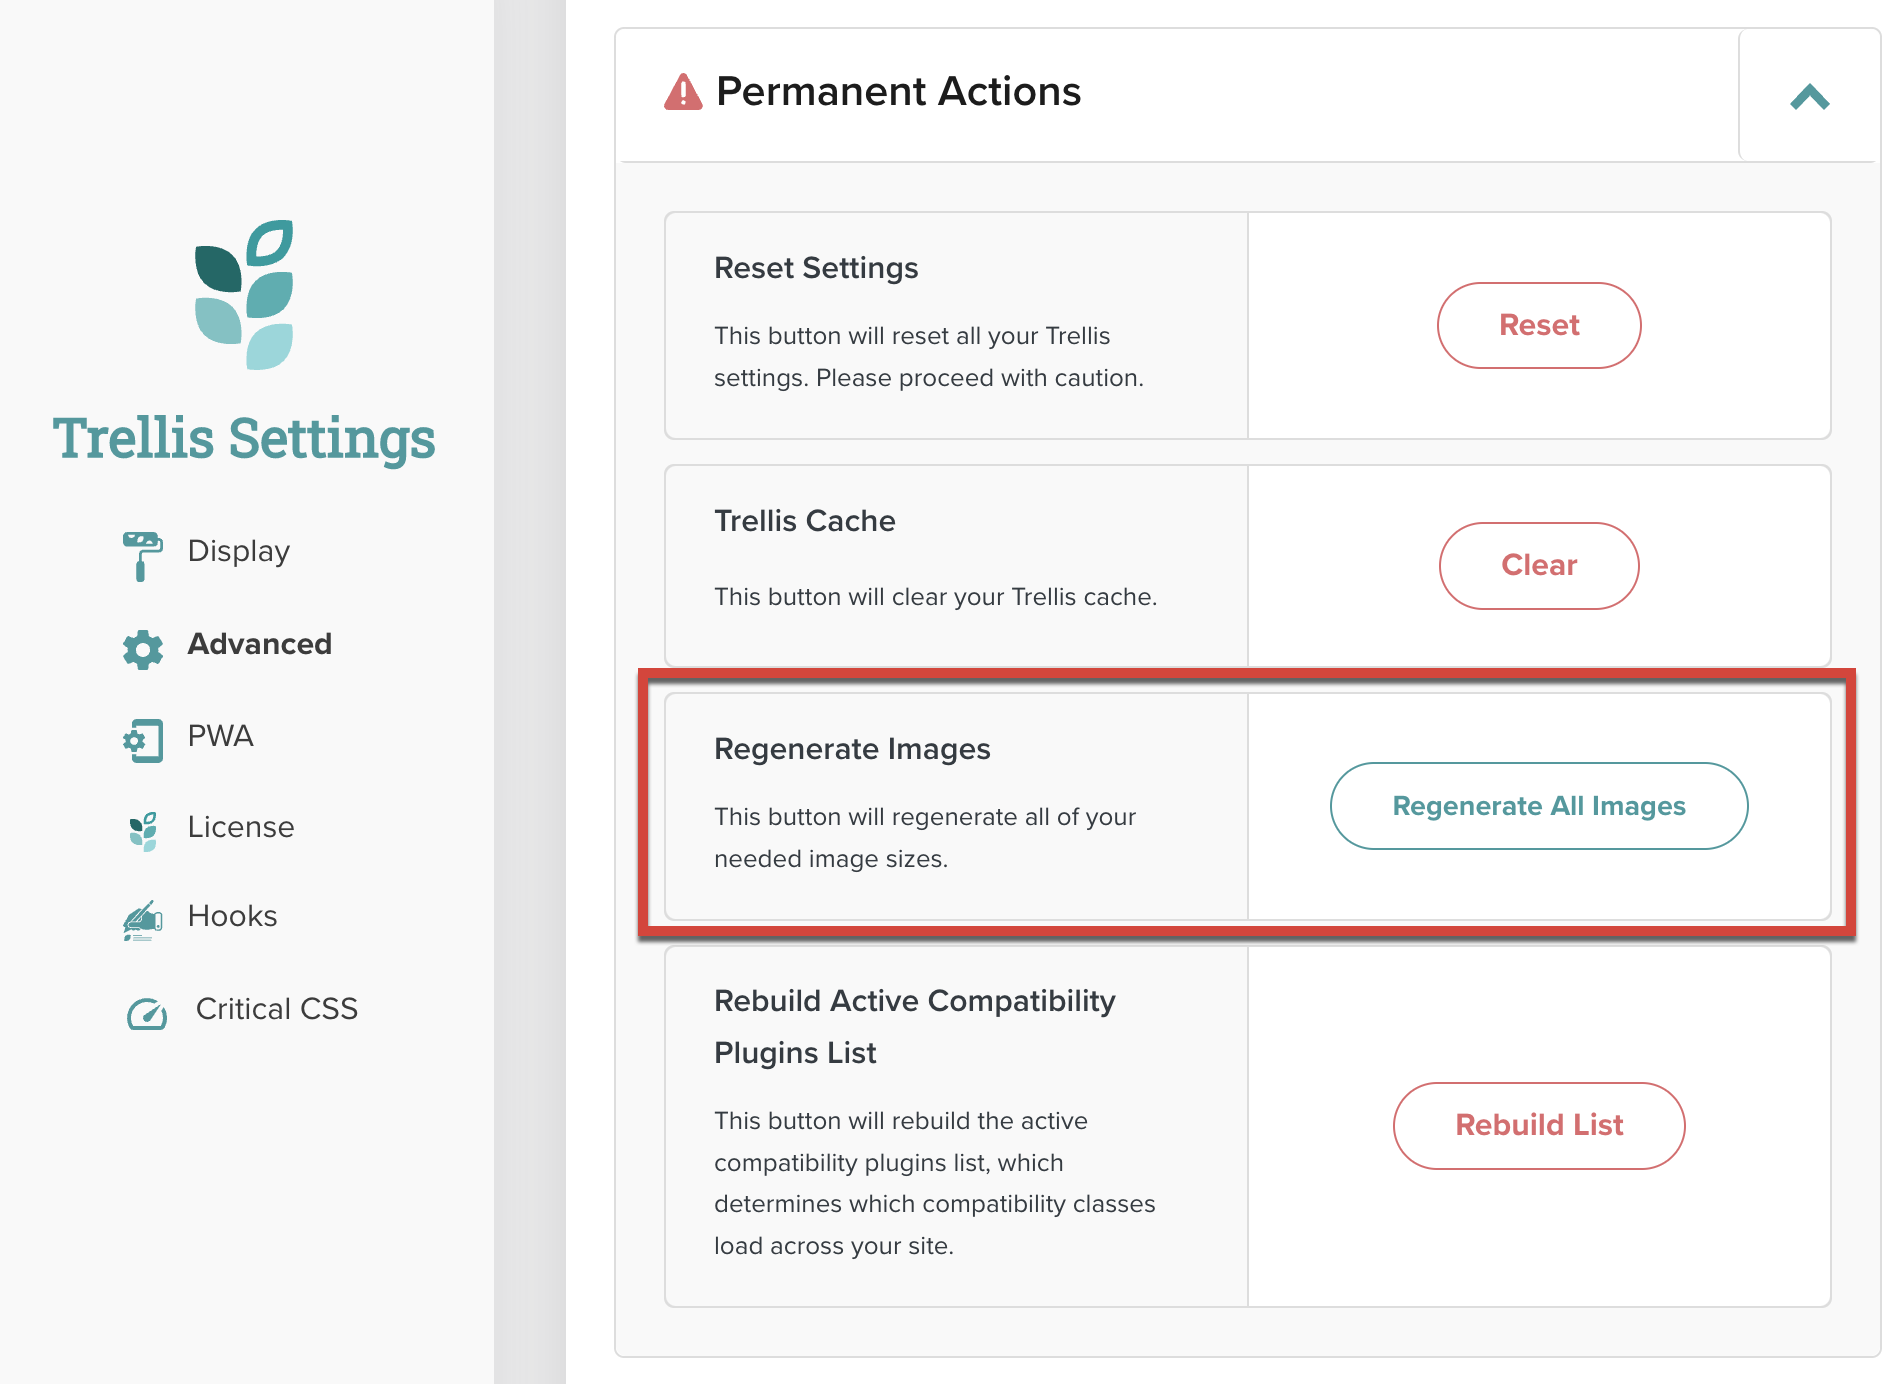 Trellis Settings
Display
Advanced
PWA
License
Hooks
Critical CSS
Permanent Actions
Reset Settings
This button will reset all your Trellis
settings. Please proceed with caution.
Reset
Trellis Cache
This button will clear your Trellis cache.
Clear
Regenerate Images
This button will regenerate all of your
needed image sizes.
Regenerate All Images
Rebuild Active Compatibility
Plugins List
This button will rebuild the active
compatibility plugins list, which
determines which compatibility classes
load across your site.
Rebuild List